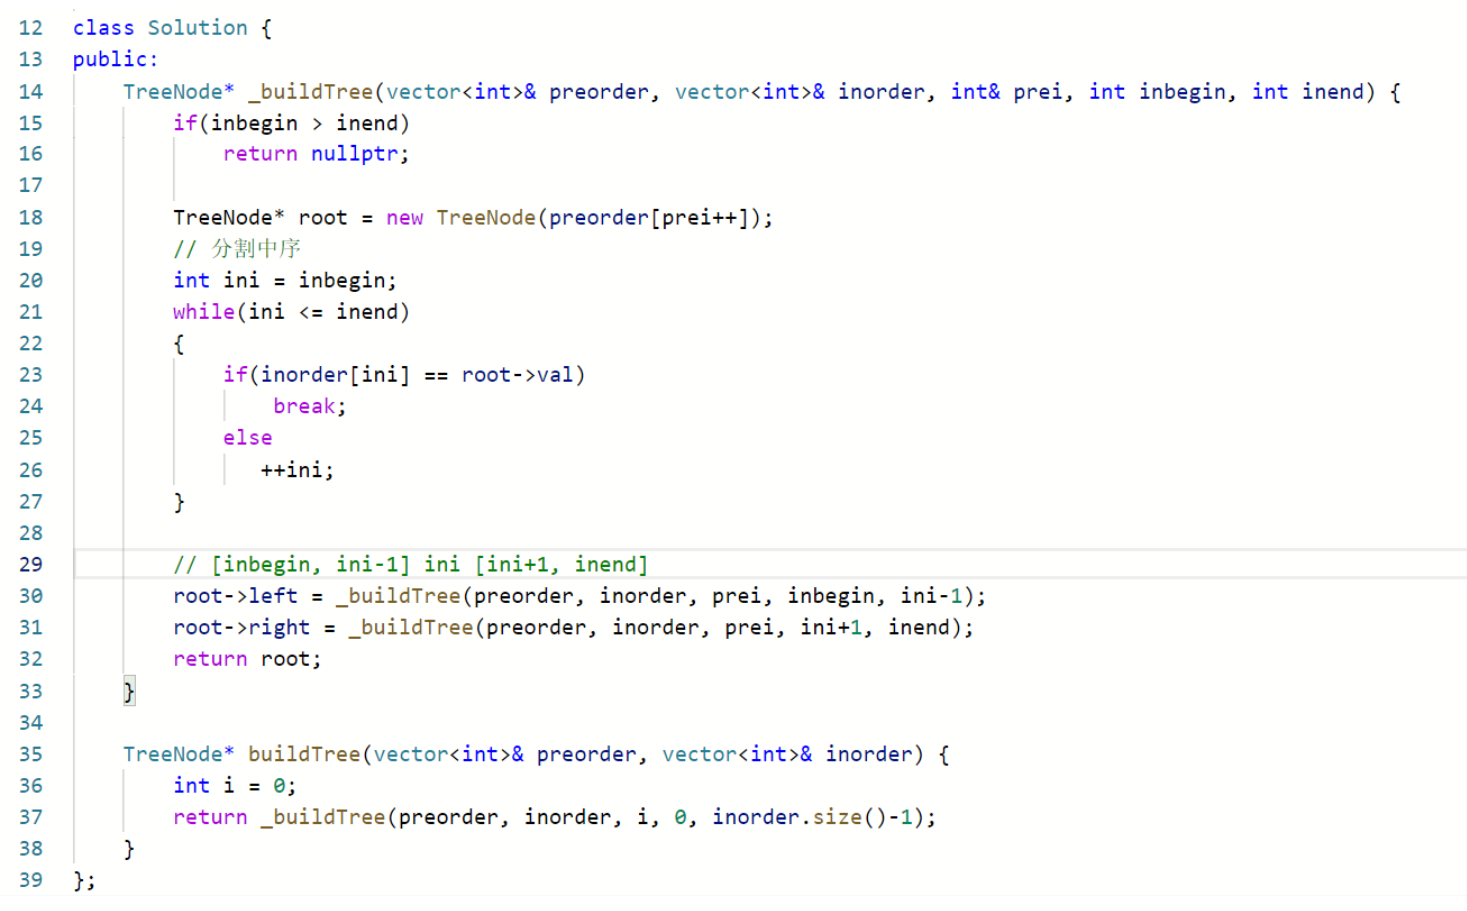 12 class Solution {
13 public:
14     TreeNode* _buildTree(vector<int>& preorder, vector<int>& inorder, int& prei, int inbegin, int inend) {
15         if(inbegin > inend)
16             return nullptr;
17
18         TreeNode* root = new TreeNode(preorder[prei++]);
19         // 分割中序
20         int ini = inbegin;
21         while(ini <= inend)
22         {
23             if(inorder[ini] == root->val)
24                 break;
25             else
26                ++ini;
27         }
28
29         // [inbegin, ini-1] ini [ini+1, inend]
30         root->left = _buildTree(preorder, inorder, prei, inbegin, ini-1);
31         root->right = _buildTree(preorder, inorder, prei, ini+1, inend);
32         return root;
33     }
34
35     TreeNode* buildTree(vector<int>& preorder, vector<int>& inorder) {
36         int i = 0;
37         return _buildTree(preorder, inorder, i, 0, inorder.size()-1);
38     }
39 };